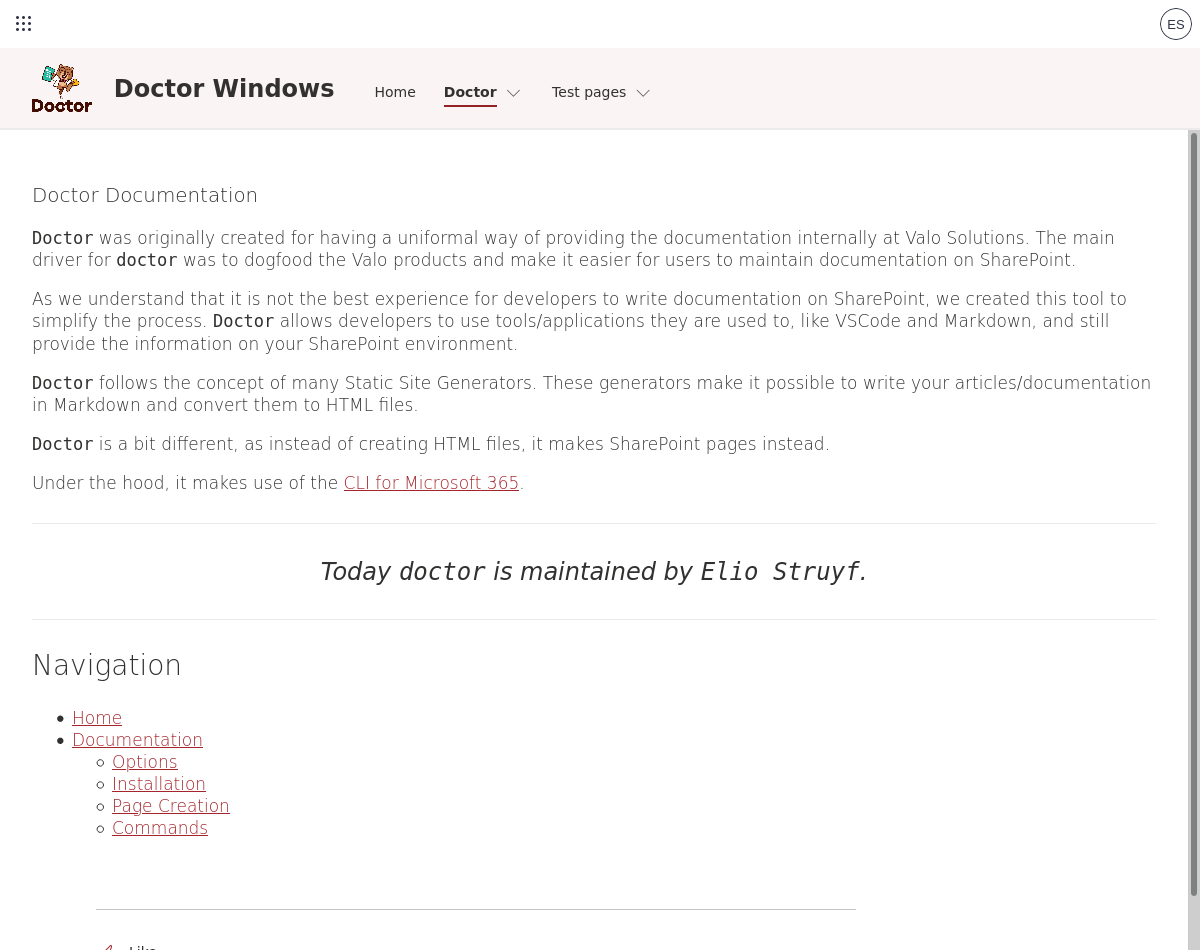 ES
Doctor
Doctor Windows
Home
Doctor
Test pages
Doctor Documentation
Doctor was originally created for having a uniformal way of providing the documentation internally at Valo Solutions. The main
driver for doctor was to dogfood the Valo products and make it easier for users to maintain documentation on SharePoint.
As we understand that it is not the best experience for developers to write documentation on SharePoint, we created this tool to
simplify the process. Doctor allows developers to use tools/applications they are used to, like VSCode and Markdown, and still
provide the information on your SharePoint environment.
Doctor follows the concept of many Static Site Generators. These generators make it possible to write your articles/documentation
in Markdown and convert them to HTML files.
Doctor is a bit different, as instead of creating HTML files, it makes SharePoint pages instead.
Under the hood, it makes use of the CLI for Microsoft 365.
Today doctor is maintained by Elio Struyf.
Navigation
Home
Documentation
Options
Installation
Page Creation
Commands
Like